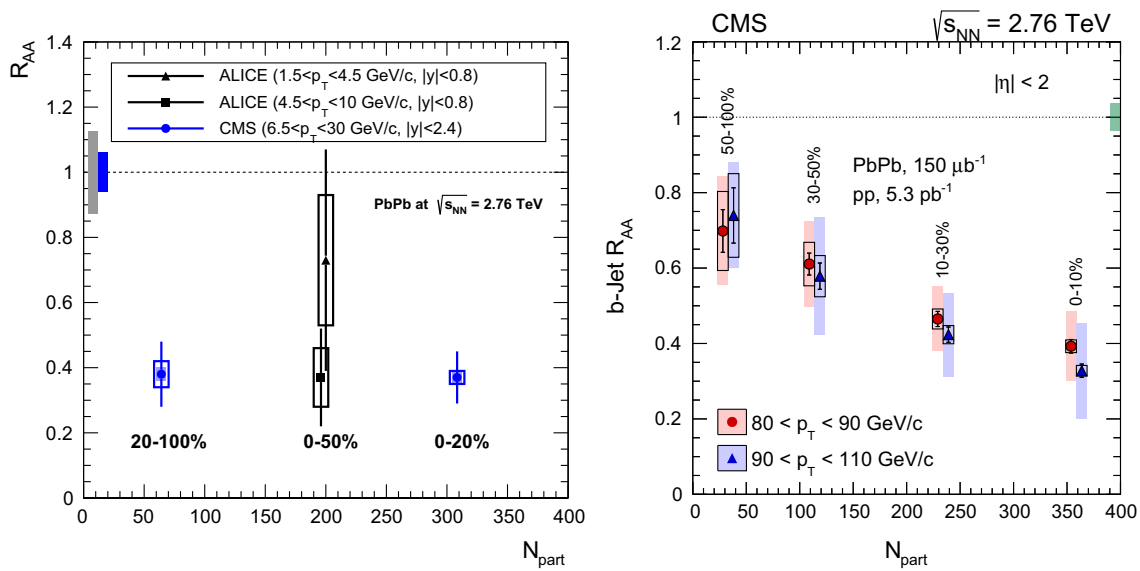 R_AA
1.4
1.2
1
0.8
0.6
0.4
0.2
0
ALICE (1.5<p_T<4.5 GeV/c, |y|<0.8)
ALICE (4.5<p_T<10 GeV/c, |y|<0.8)
CMS (6.5<p_T<30 GeV/c, |y|<2.4)
PbPb at √s_NN = 2.76 TeV
20-100%
0-50%
0-20%
0 50 100 150 200 250 300 350 400
N_part
CMS
√s_NN = 2.76 TeV
b-Jet R_AA
1.2
1
0.8
0.6
0.4
0.2
0
|η| < 2
PbPb, 150 μb⁻¹
pp, 5.3 pb⁻¹
50-100%
30-50%
10-30%
0-10%
80 < p_T < 90 GeV/c
90 < p_T < 110 GeV/c
0 50 100 150 200 250 300 350 400
N_part